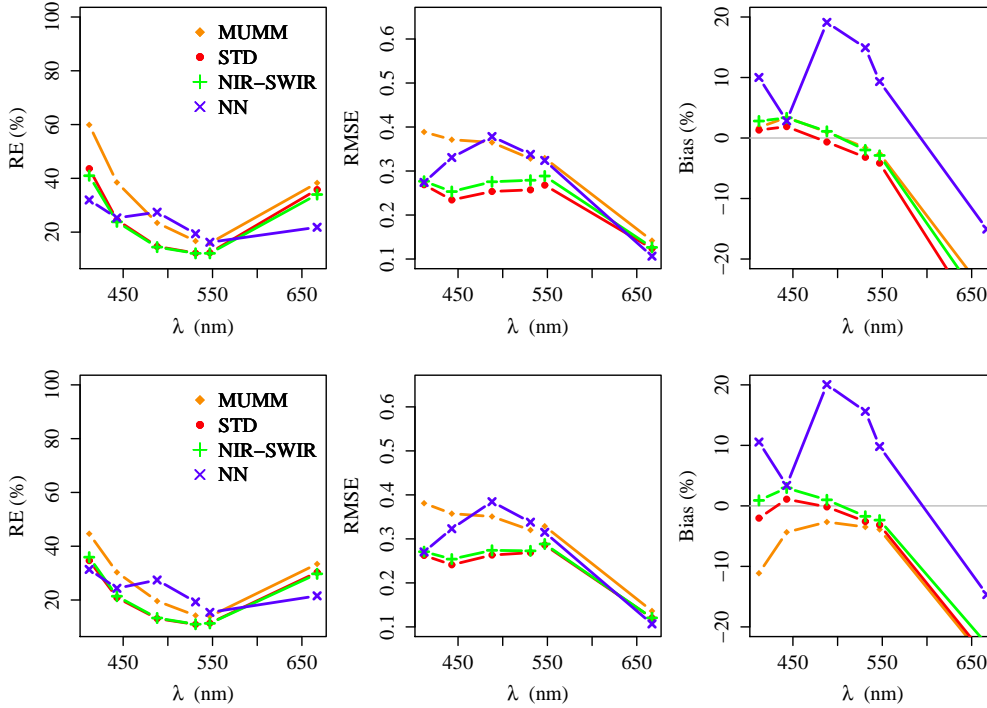 100
80
60
40
20
RE (%)
MUMM
STD
NIR−SWIR
NN
450
550
650
λ (nm)
0.6
0.5
0.4
0.3
0.2
0.1
RMSE
450
550
650
λ (nm)
20
10
0
−10
−20
Bias (%)
450
550
650
λ (nm)
100
80
60
40
20
RE (%)
MUMM
STD
NIR−SWIR
NN
450
550
650
λ (nm)
0.6
0.5
0.4
0.3
0.2
0.1
RMSE
450
550
650
λ (nm)
20
10
0
−10
−20
Bias (%)
450
550
650
λ (nm)